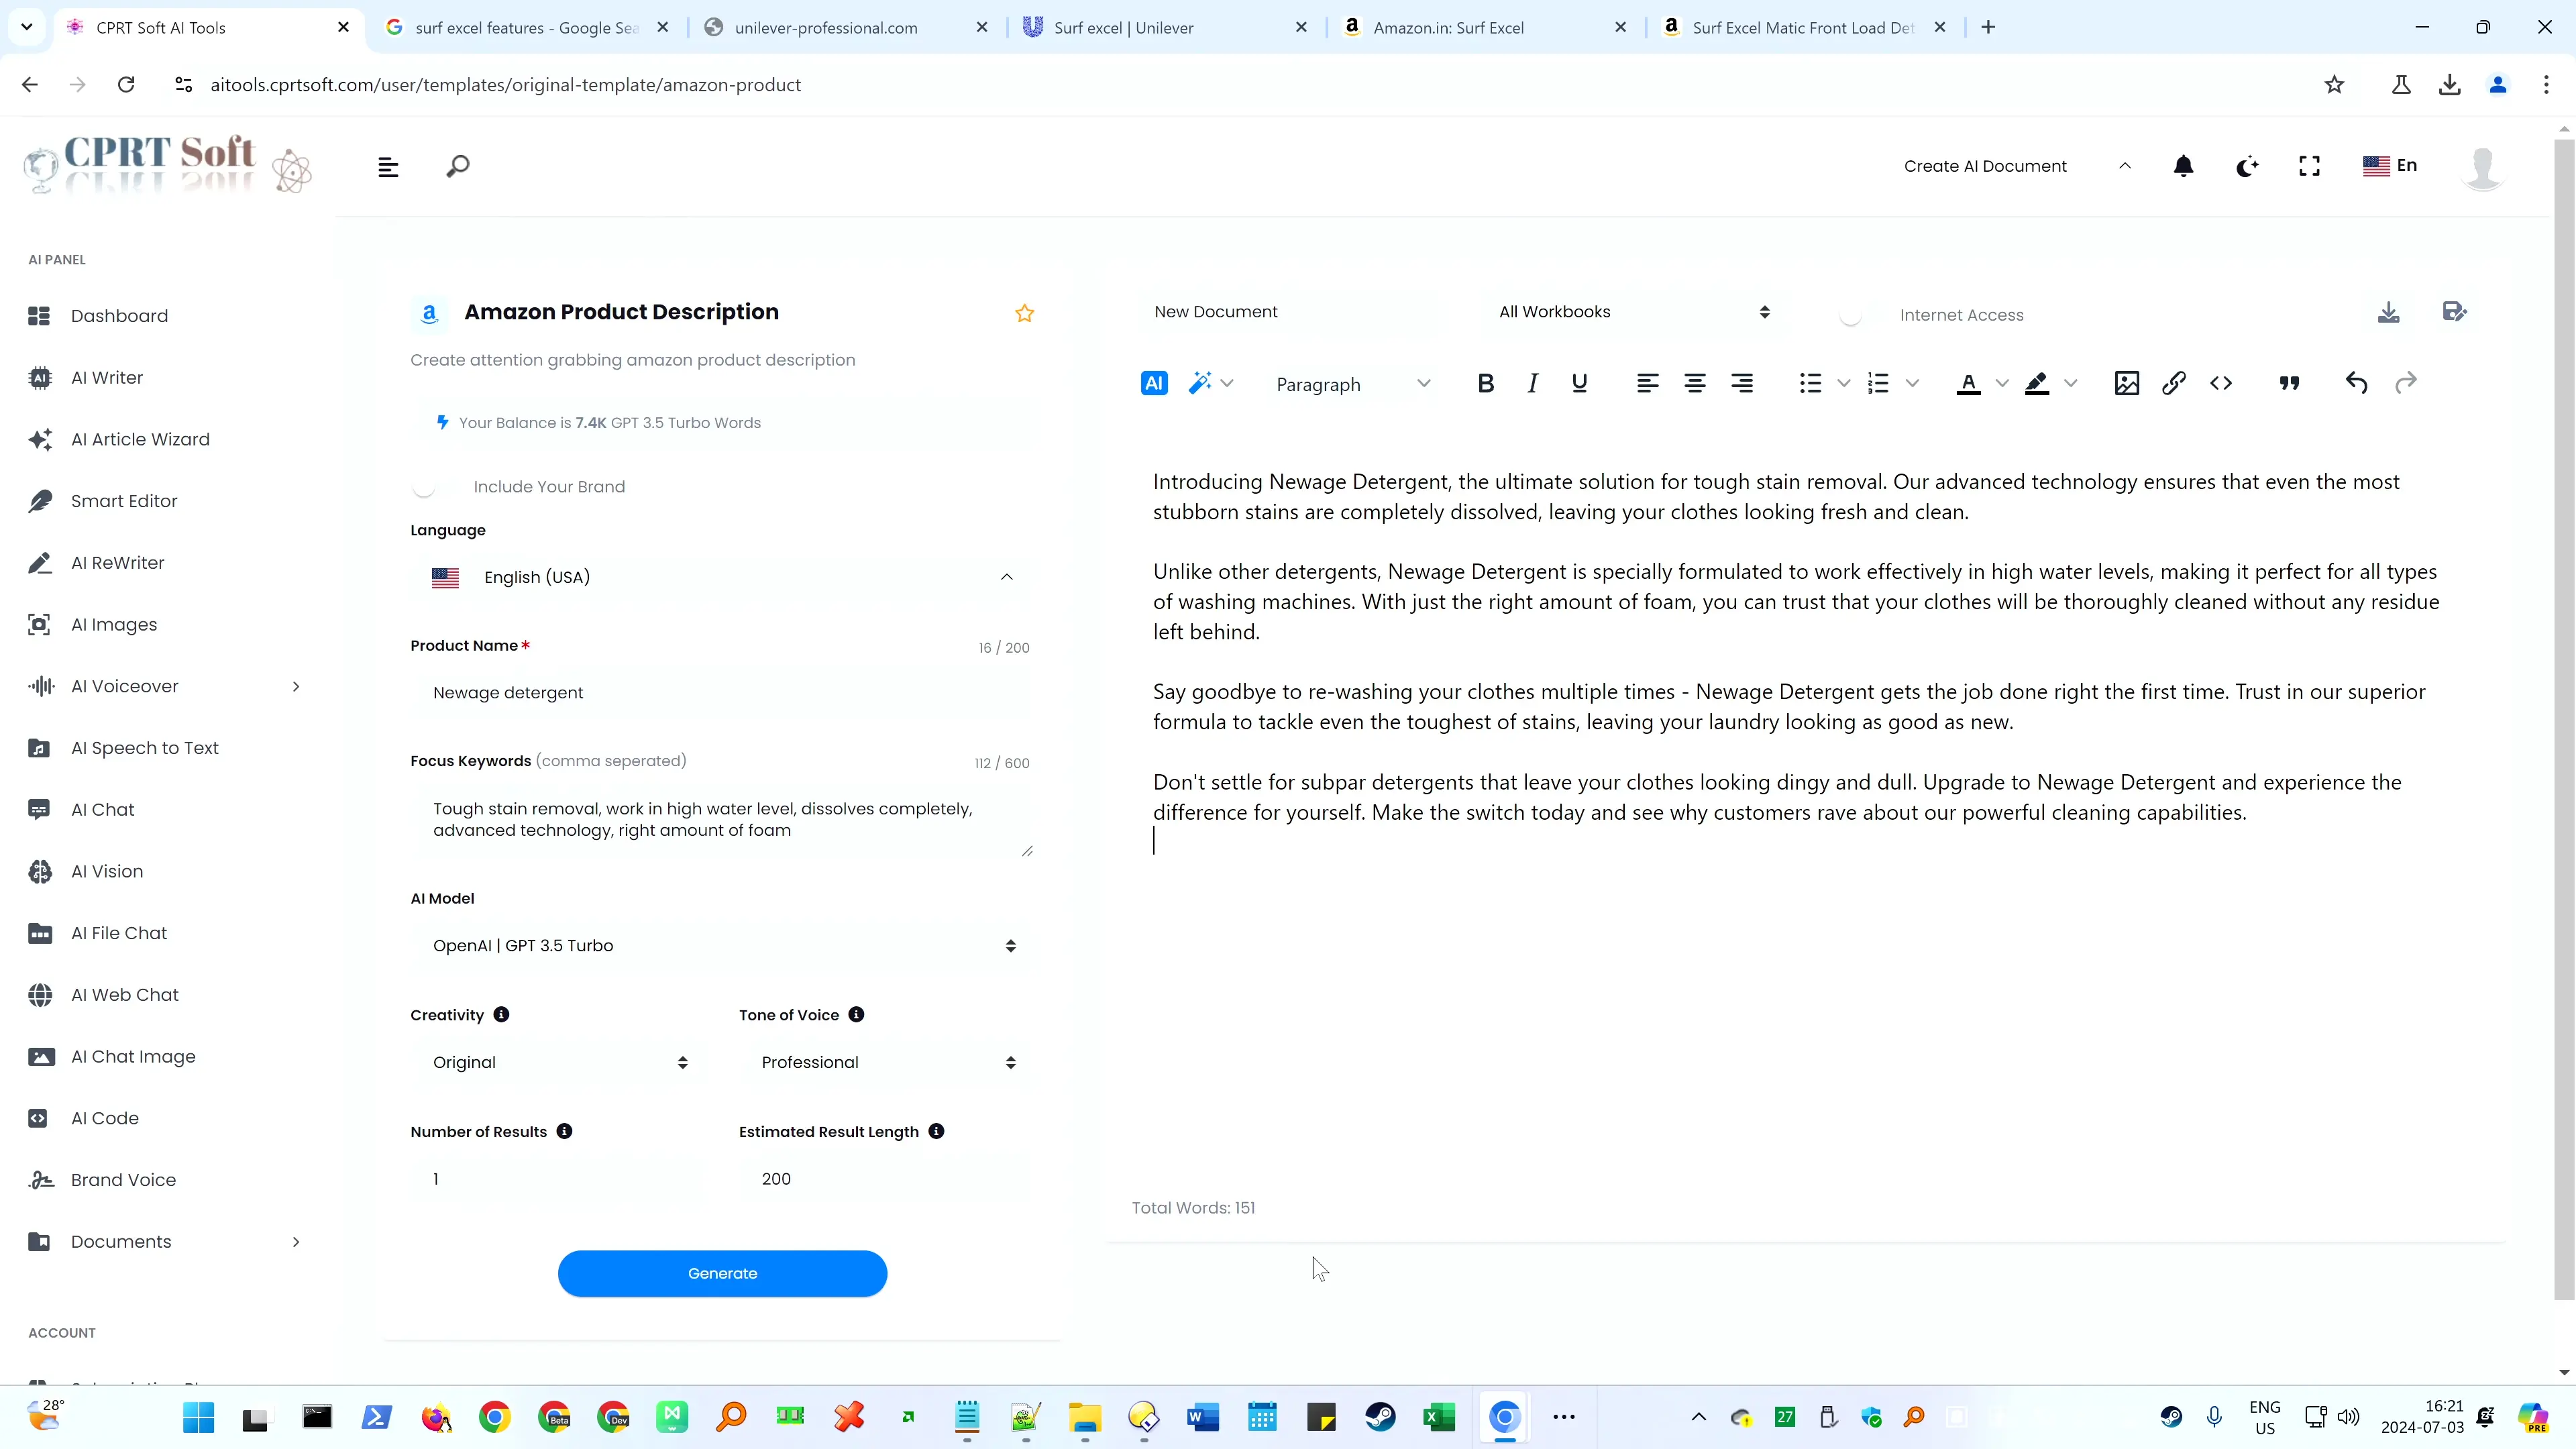 CPRT Soft AI Tools
surf excel features - Google Sea
unilever-professional.com
Surf excel | Unilever
Amazon.in: Surf Excel
Surf Excel Matic Front Load Det
aitools.cprtsoft.com/user/templates/original-template/amazon-product
CPRT Soft
Create AI Document
En
AI PANEL
Dashboard
AI Writer
AI Article Wizard
Smart Editor
AI ReWriter
AI Images
AI Voiceover
AI Speech to Text
AI Chat
AI Vision
AI File Chat
AI Web Chat
AI Chat Image
AI Code
Brand Voice
Documents
ACCOUNT
Amazon Product Description
Create attention grabbing amazon product description
Your Balance is 7.4K GPT 3.5 Turbo Words
Include Your Brand
Language
English (USA)
Product Name*
16 / 200
Newage detergent
Focus Keywords (comma seperated)
112 / 600
Tough stain removal, work in high water level, dissolves completely,
advanced technology, right amount of foam
AI Model
OpenAI | GPT 3.5 Turbo
Creativity
Tone of Voice
Original
Professional
Number of Results
Estimated Result Length
1
200
Generate
New Document
All Workbooks
Internet Access
AI
Paragraph
B I U
Introducing Newage Detergent, the ultimate solution for tough stain removal. Our advanced technology ensures that even the most
stubborn stains are completely dissolved, leaving your clothes looking fresh and clean.
Unlike other detergents, Newage Detergent is specially formulated to work effectively in high water levels, making it perfect for all types
of washing machines. With just the right amount of foam, you can trust that your clothes will be thoroughly cleaned without any residue
left behind.
Say goodbye to re-washing your clothes multiple times - Newage Detergent gets the job done right the first time. Trust in our superior
formula to tackle even the toughest of stains, leaving your laundry looking as good as new.
Don't settle for subpar detergents that leave your clothes looking dingy and dull. Upgrade to Newage Detergent and experience the
difference for yourself. Make the switch today and see why customers rave about our powerful cleaning capabilities.
Total Words: 151
28°
Beta
Dev
27
ENG
US
16:21
2024-07-03
PRE